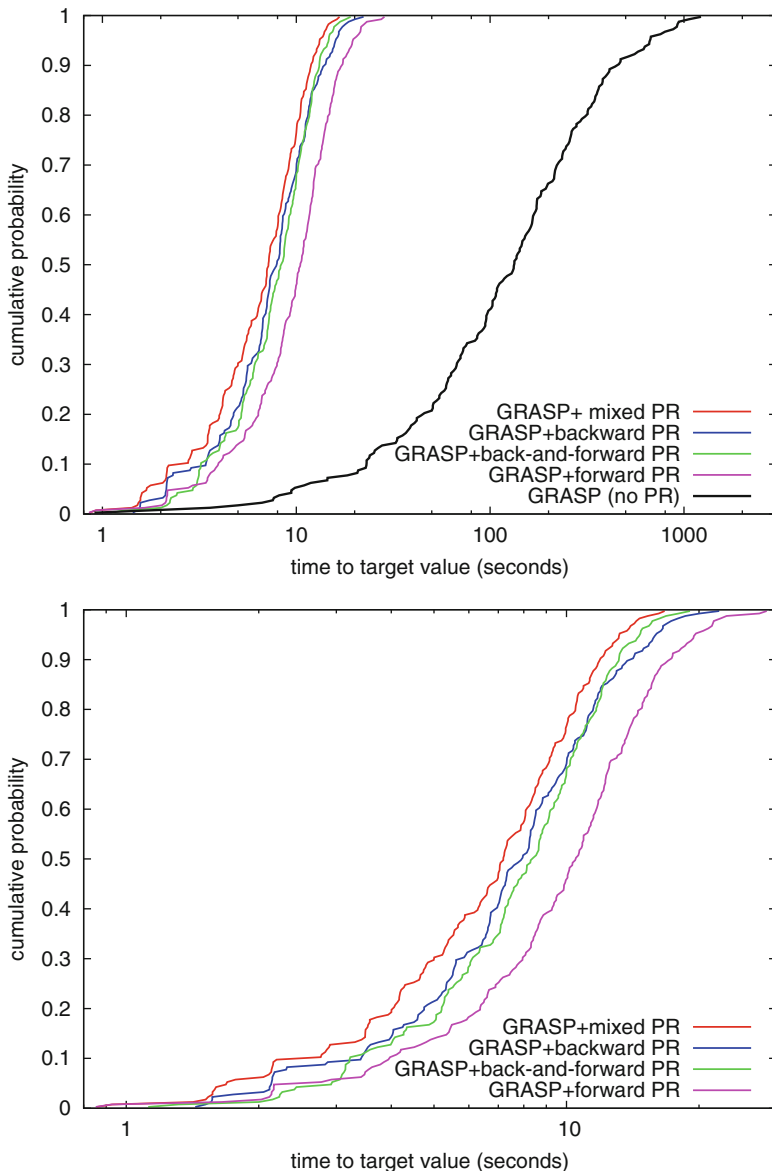 1
0.9
0.8
0.7
0.6
0.5
0.4
0.3
0.2
0.1
0
cumulative probability
GRASP+ mixed PR
GRASP+backward PR
GRASP+back-and-forward PR
GRASP+forward PR
GRASP (no PR)
1 10 100 1000
time to target value (seconds)
1
0.9
0.8
0.7
0.6
0.5
0.4
0.3
0.2
0.1
0
cumulative probability
GRASP+mixed PR
GRASP+backward PR
GRASP+back-and-forward PR
GRASP+forward PR
1 10
time to target value (seconds)